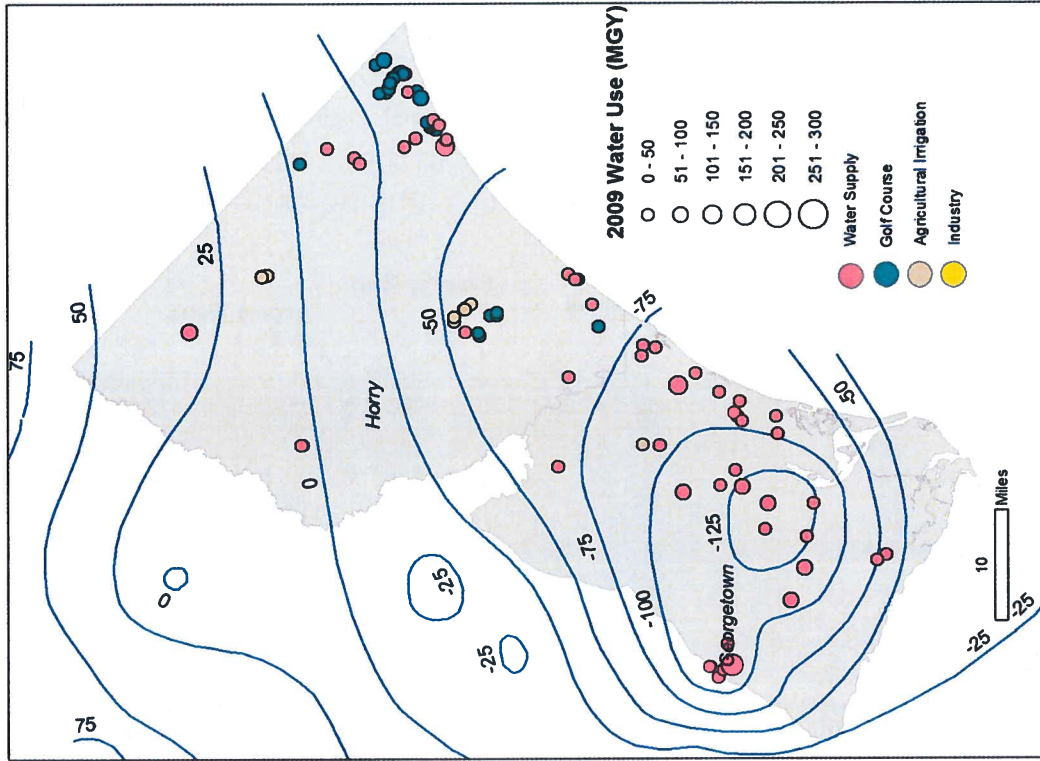 75
75
50
0
25
0
Horry
-50
-25
-25
-75
-75
-100
-125
Georgetown
-50
-25
-25
10
Miles
2009 Water Use (MGY)
0 - 50
51 - 100
101 - 150
151 - 200
201 - 250
251 - 300
Water Supply
Golf Course
Agricultural Irrigation
Industry